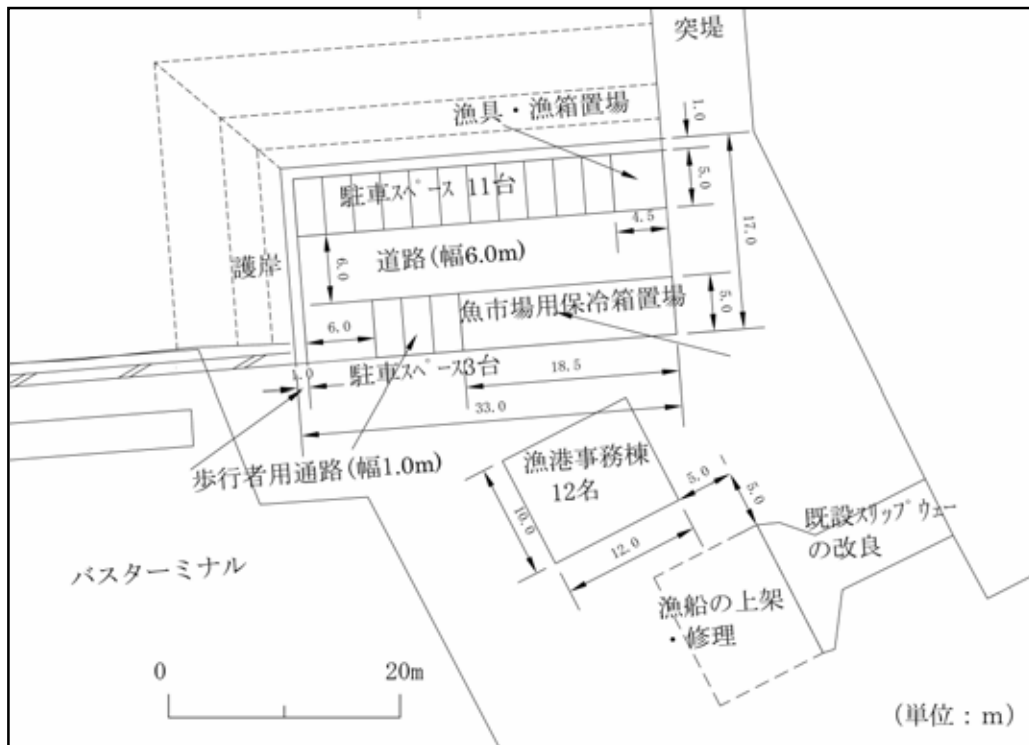 突堤
漁具・漁箱置場
1.0
駐車スペース 11台
5.0
4.5
17.0
道路(幅6.0m)
6.0
護岸
魚市場用保冷箱置場
5.0
6.0
駐車スペース3台
1.0
18.5
33.0
歩行者用通路(幅1.0m)
漁港事務棟
12名
5.0
5.0
10.0
既設スリップウェー
の改良
12.0
バスターミナル
漁船の上架
・修理
0 20m
(単位:m)